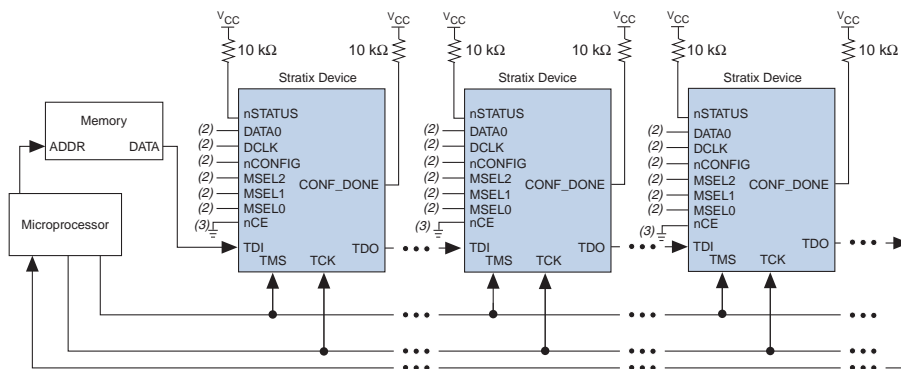 VCC VCC VCC VCC VCC VCC
10 kΩ 10 kΩ 10 kΩ 10 kΩ 10 kΩ 10 kΩ
Stratix Device Stratix Device Stratix Device
Memory
ADDR DATA
Microprocessor
nSTATUS
(2) DATA0
(2) DCLK
(2) nCONFIG
(2) MSEL2 CONF_DONE
(2) MSEL1
(2) MSEL0
(3) nCE
TDI TDO
TMS TCK
nSTATUS
(2) DATA0
(2) DCLK
(2) nCONFIG
(2) MSEL2 CONF_DONE
(2) MSEL1
(2) MSEL0
(3) nCE
TDI TDO
TMS TCK
nSTATUS
(2) DATA0
(2) DCLK
(2) nCONFIG
(2) MSEL2 CONF_DONE
(2) MSEL1
(2) MSEL0
(3) nCE
TDI TDO
TMS TCK